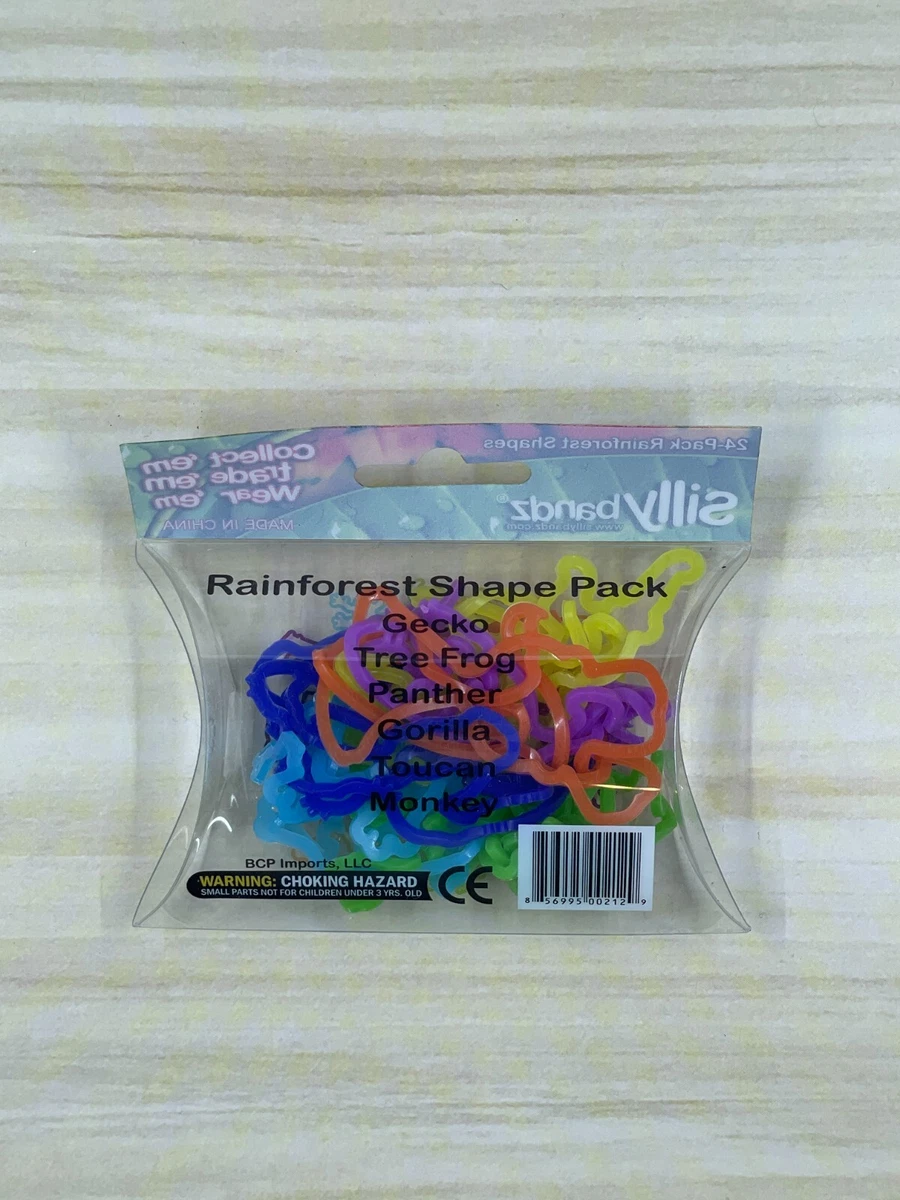 24-Pack Rainforest Shapes
Sillybandz®
www.sillybandz.com
Collect 'em
trade 'em
Wear 'em
MADE IN CHINA
Rainforest Shape Pack
Gecko
Tree Frog
Panther
Gorilla
Toucan
Monkey
BCP Imports, LLC
WARNING: CHOKING HAZARD
SMALL PARTS NOT FOR CHILDREN UNDER 3 YRS. OLD
CE
8 56995 00212 9